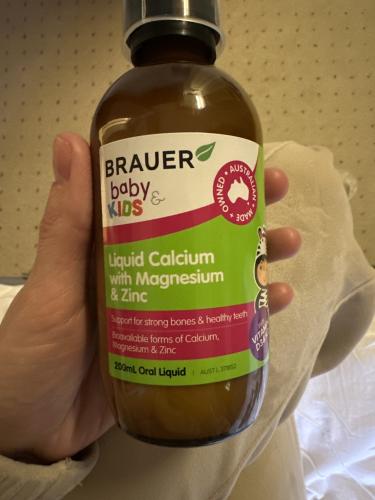 BRAUER
baby
&
KIDS
AUSTRALIAN • MADE + OWNED •
Liquid Calcium
with Magnesium
& Zinc
Support for strong bones & healthy teeth
Bioavailable forms of Calcium,
Magnesium & Zinc
200mL Oral Liquid | AUST L